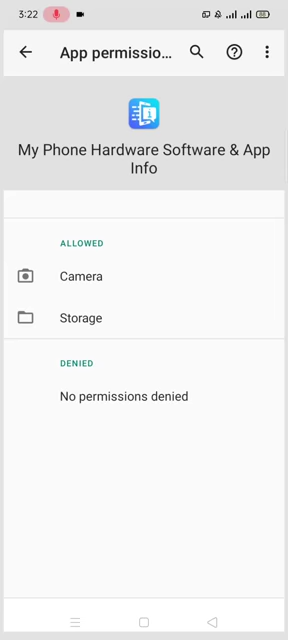 3:22
App permissio...
My Phone Hardware Software & App
Info
ALLOWED
Camera
Storage
DENIED
No permissions denied